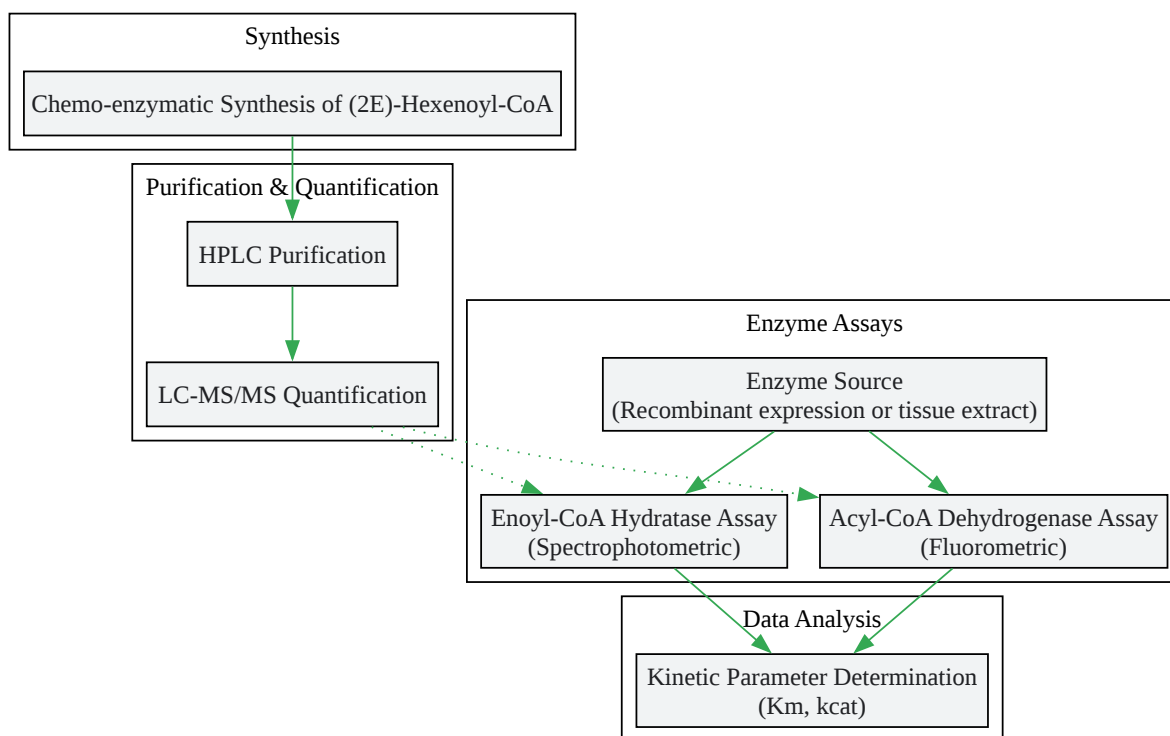 Synthesis
Chemo-enzymatic Synthesis of (2E)-Hexenoyl-CoA
Purification & Quantification
HPLC Purification
LC-MS/MS Quantification
Enzyme Assays
Enzyme Source
(Recombinant expression or tissue extract)
Enoyl-CoA Hydratase Assay
(Spectrophotometric)
Acyl-CoA Dehydrogenase Assay
(Fluorometric)
Data Analysis
Kinetic Parameter Determination
(Km, kcat)